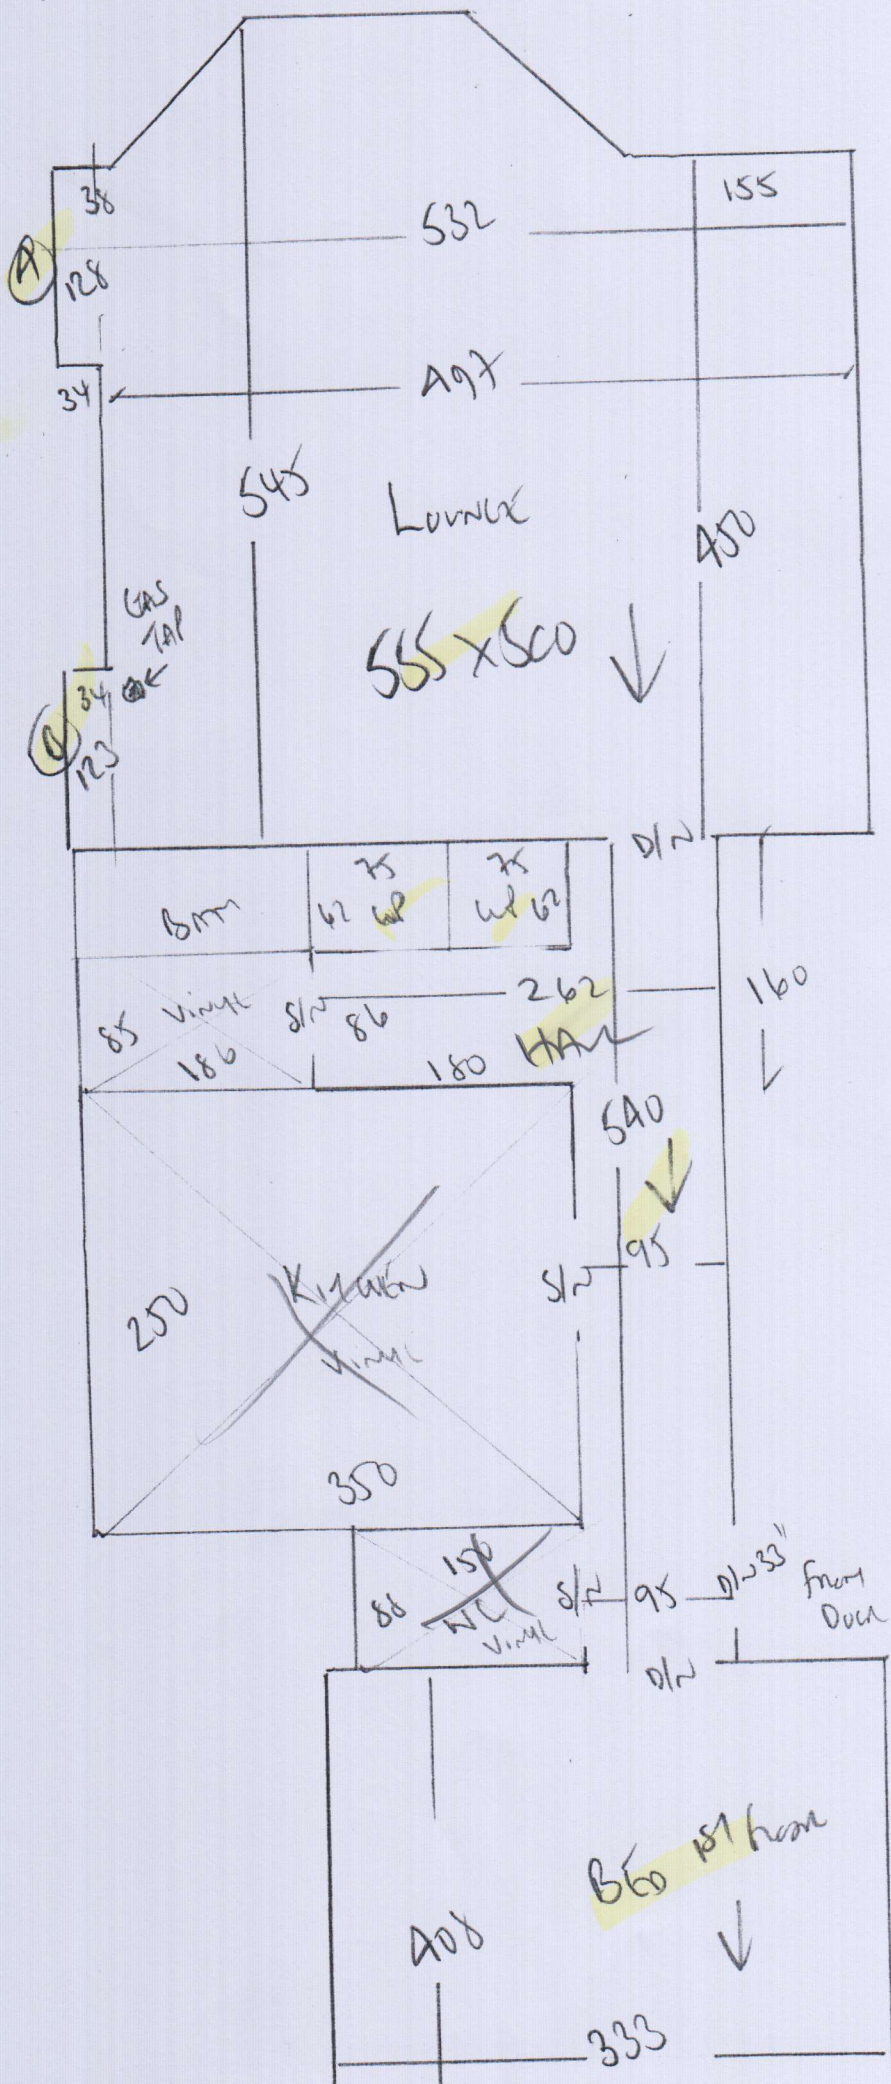 38
155
532
A
128
34
497
545
LOUNGE
450
GAS
TAP
555 X 500
34
123
D/N
75
75
BATH
62 WP
WP 62
85 VINYL
S/N 86
262
160
186
180 HALL
540
95
S/N
250
KITCHEN
VINYL
350
150
88
WC
VINYL
S/N
95
D/N 33"
FROM
DOOR
D/N
BED 1ST FLOOR
408
333